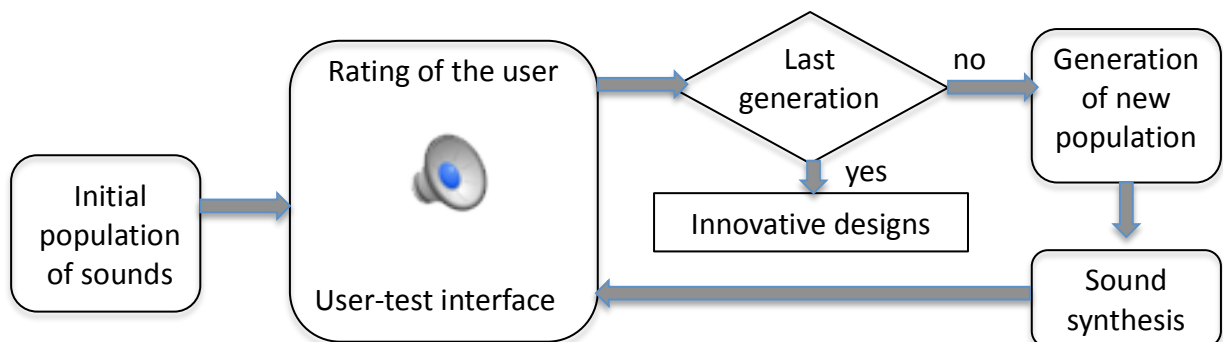 Initial
population
of sounds
Rating of the user
User-test interface
Last
generation
no
yes
Innovative designs
Generation
of new
population
Sound
synthesis